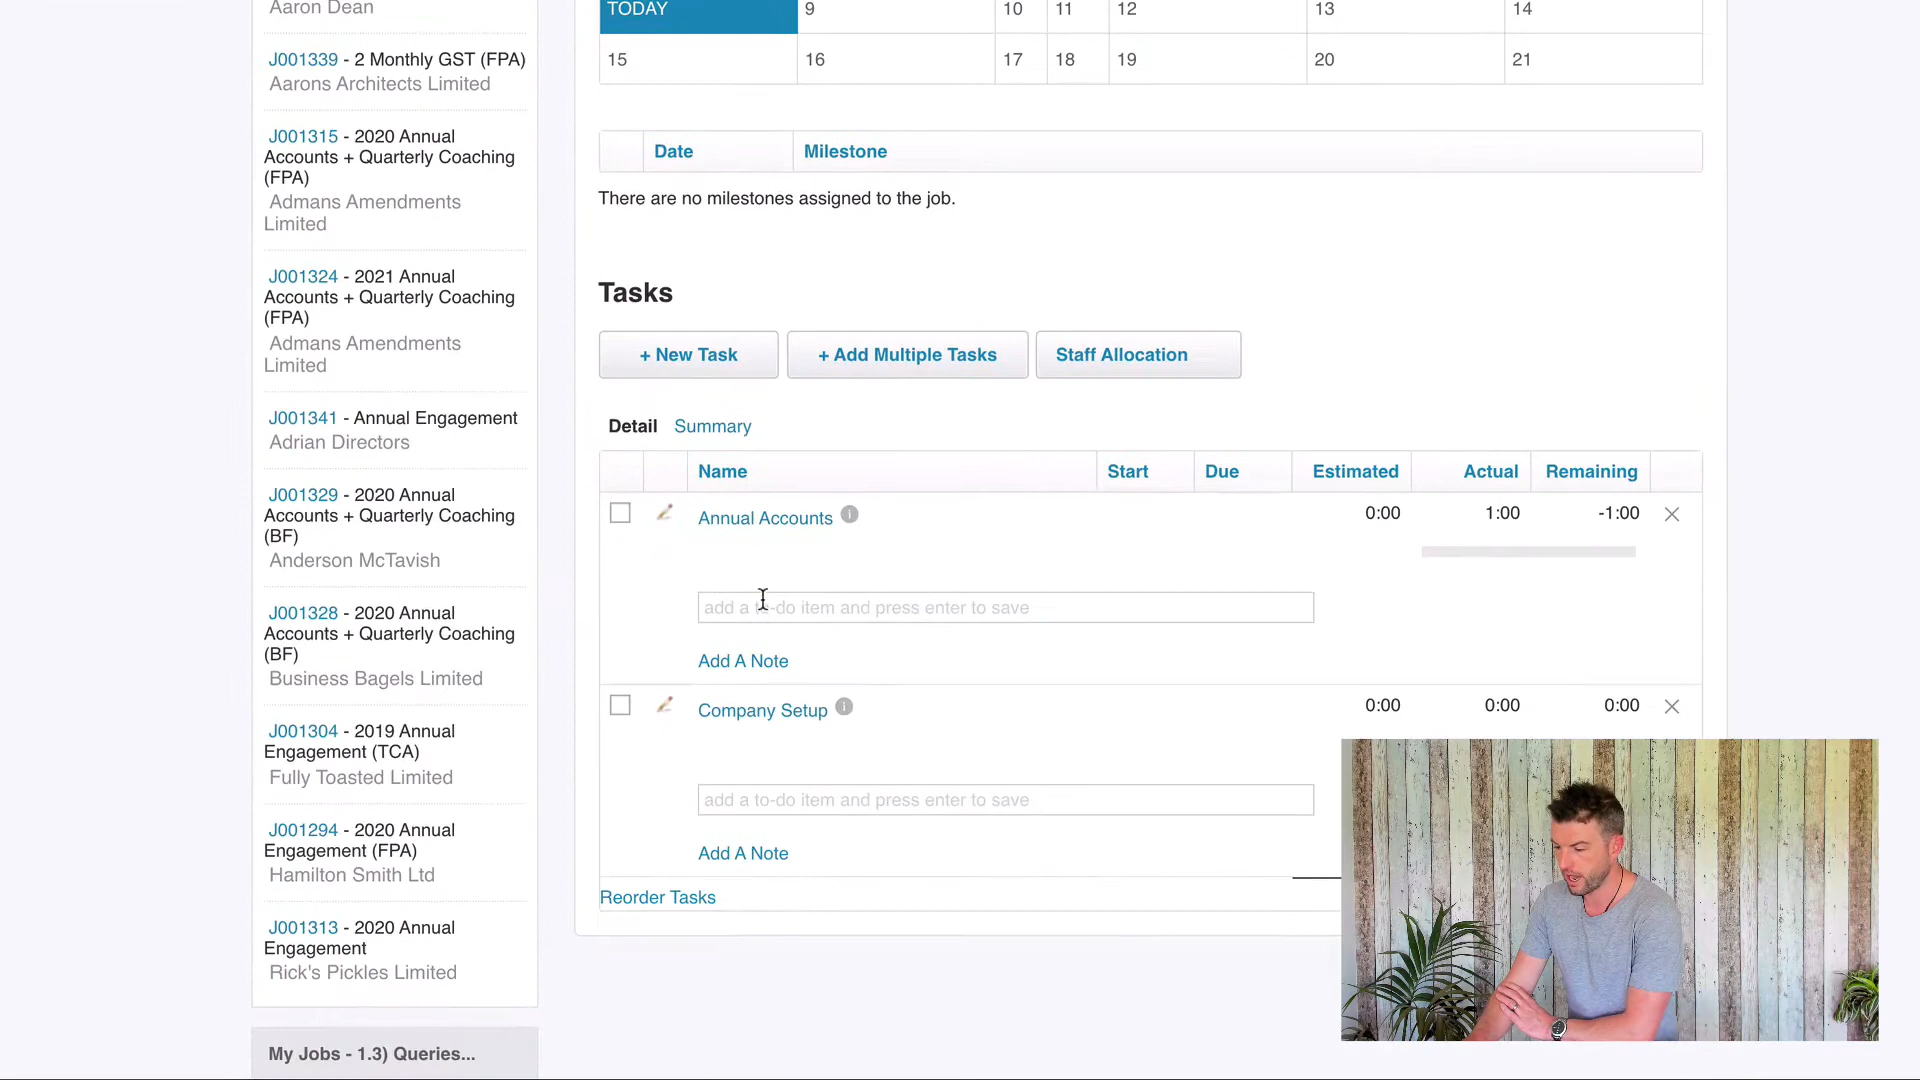 Aaron Dean
J001339 - 2 Monthly GST (FPA)
Aarons Architects Limited
J001315 - 2020 Annual
Accounts + Quarterly Coaching
(FPA)
Admans Amendments
Limited
J001324 - 2021 Annual
Accounts + Quarterly Coaching
(FPA)
Admans Amendments
Limited
J001341 - Annual Engagement
Adrian Directors
J001329 - 2020 Annual
Accounts + Quarterly Coaching
(BF)
Anderson McTavish
J001328 - 2020 Annual
Accounts + Quarterly Coaching
(BF)
Business Bagels Limited
J001304 - 2019 Annual
Engagement (TCA)
Fully Toasted Limited
J001294 - 2020 Annual
Engagement (FPA)
Hamilton Smith Ltd
J001313 - 2020 Annual
Engagement
Rick's Pickles Limited
My Jobs - 1.3) Queries...
TODAY 9 10 11 12 13 14
15 16 17 18 19 20 21
Date Milestone
There are no milestones assigned to the job.
Tasks
+ New Task + Add Multiple Tasks Staff Allocation
Detail Summary
Name Start Due Estimated Actual Remaining
Annual Accounts 0:00 1:00 -1:00
add a to-do item and press enter to save
Add A Note
Company Setup 0:00 0:00 0:00
add a to-do item and press enter to save
Add A Note
Reorder Tasks